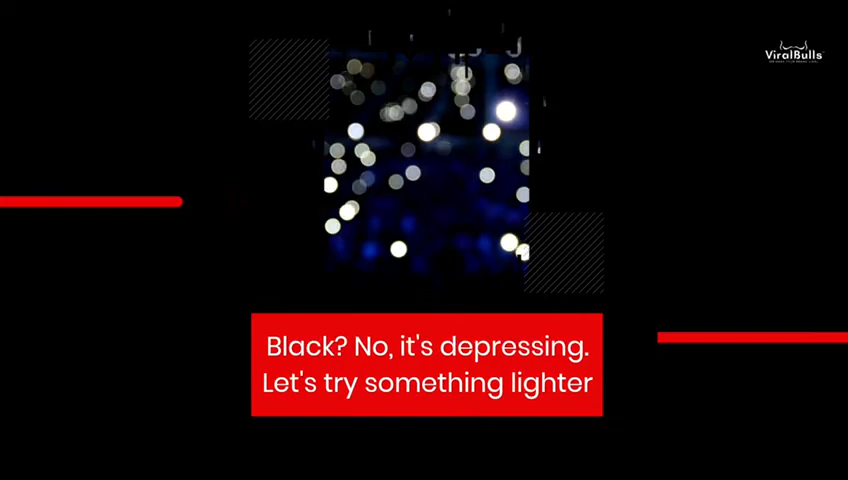 ViralBulls
Black? No, it's depressing.
Let's try something lighter